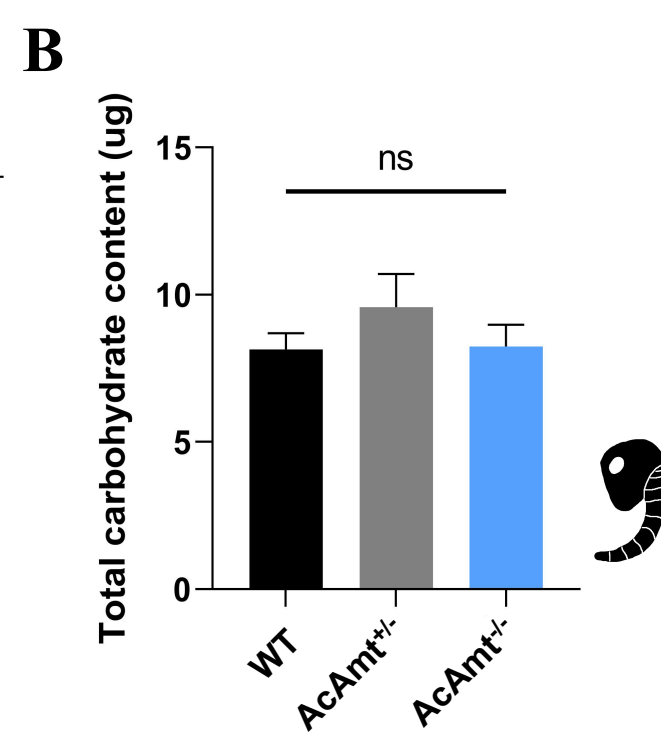 B
Total carbohydrate content (ug)
15
10
5
0
ns
WT
AcAmt+/-
AcAmt-/-